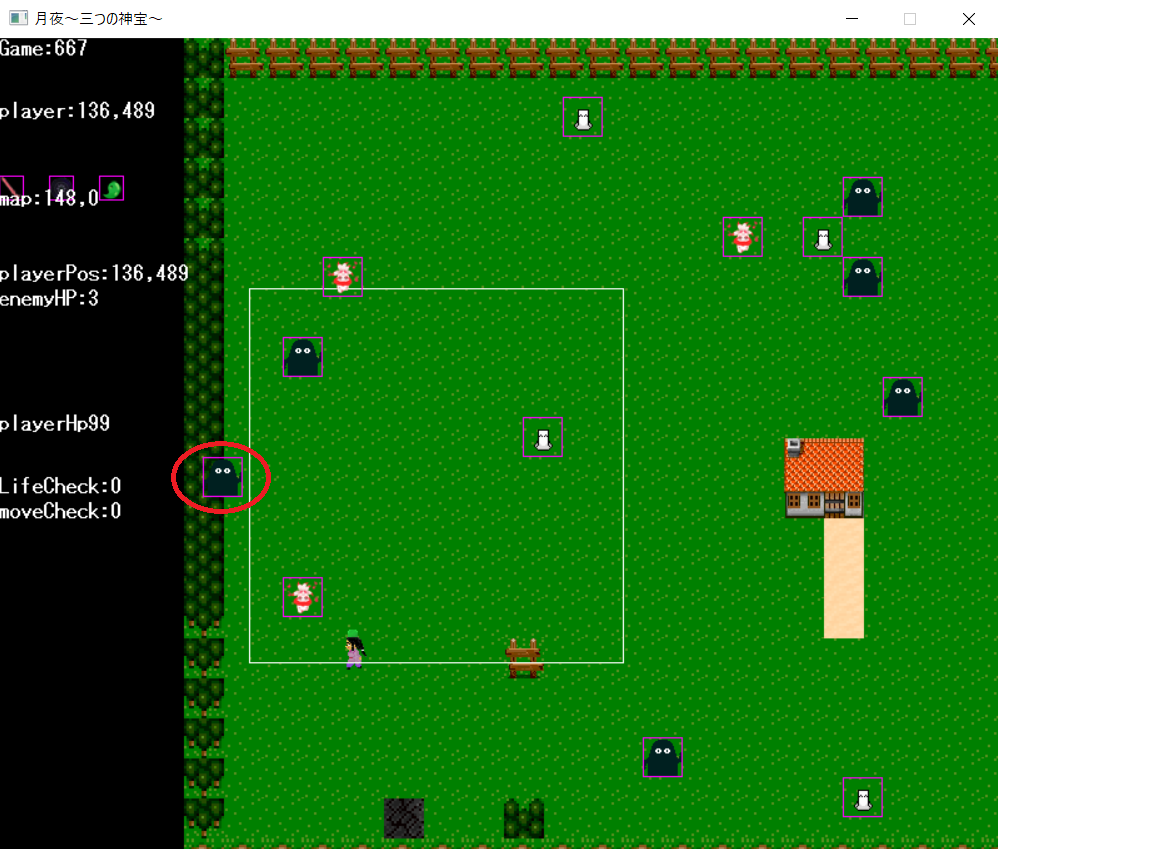 月夜～三つの神宝～
Game:667
player:136,489
map:148,0
playerPos:136,489
enemyHP:3
playerHp99
LifeCheck:0
moveCheck:0